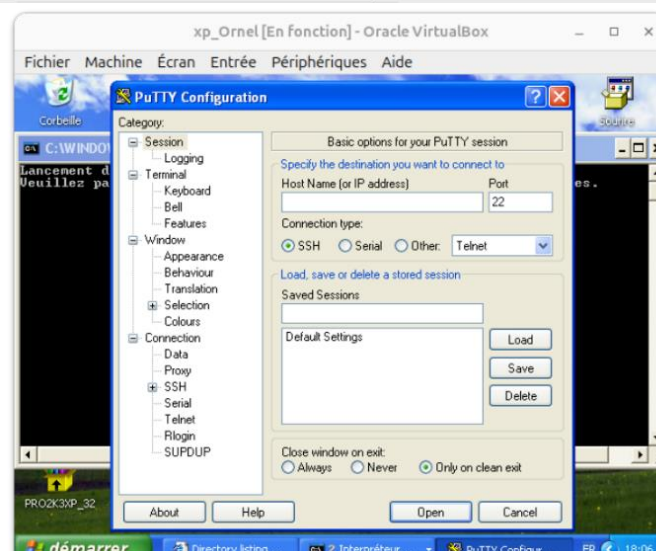 xp_Ornel [En fonction] - Oracle VirtualBox
Fichier Machine Écran Entrée Périphériques Aide
Corbeille
Sourire
C:\WINDO
Lancement d
Veuillez pa
es.
PuTTY Configuration
Category:
Session
Logging
Terminal
Keyboard
Bell
Features
Window
Appearance
Behaviour
Translation
Selection
Colours
Connection
Data
Proxy
SSH
Serial
Telnet
Rlogin
SUPDUP
Basic options for your PuTTY session
Specify the destination you want to connect to
Host Name (or IP address) Port
22
Connection type:
SSH Serial Other: Telnet
Load, save or delete a stored session
Saved Sessions
Default Settings
Load
Save
Delete
Close window on exit:
Always Never Only on clean exit
About Help Open Cancel
PRO2K3XP_32
démarrer Directory listing 2 Interpréteur PuTTY Configur FR 18:06